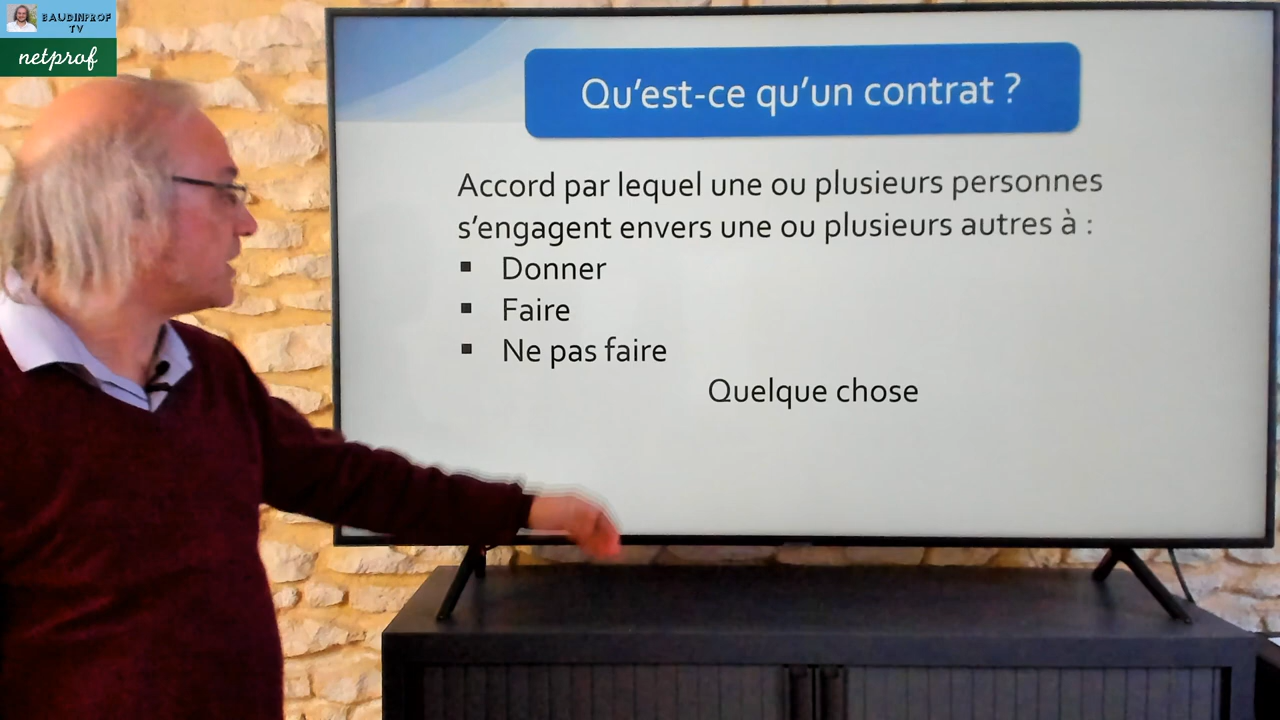 BAUDINPROF
TV
netprof
Qu'est-ce qu'un contrat ?
Accord par lequel une ou plusieurs personnes
s'engagent envers une ou plusieurs autres à :
▪ Donner
▪ Faire
▪ Ne pas faire
Quelque chose